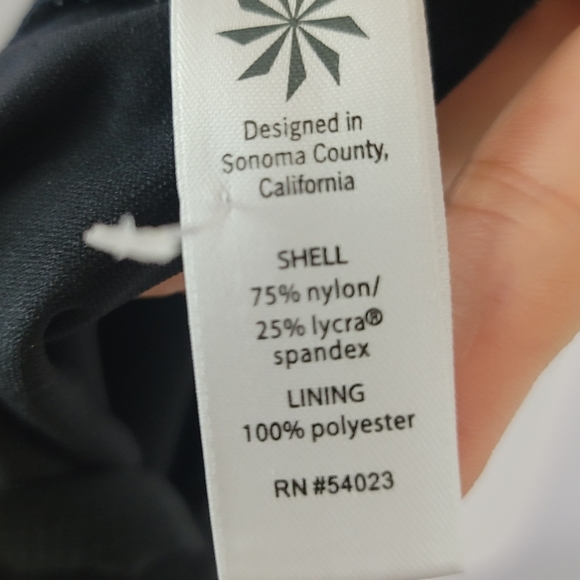 Designed in
Sonoma County,
California
SHELL
75% nylon/
25% lycra®
spandex
LINING
100% polyester
RN #54023